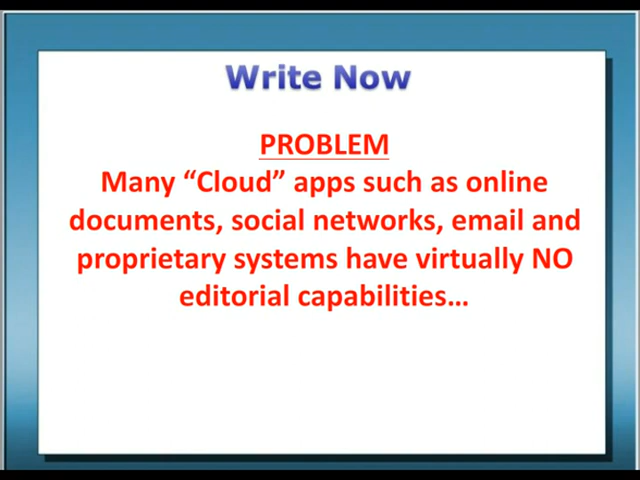 Write Now
PROBLEM
Many “Cloud” apps such as online
documents, social networks, email and
proprietary systems have virtually NO
editorial capabilities…